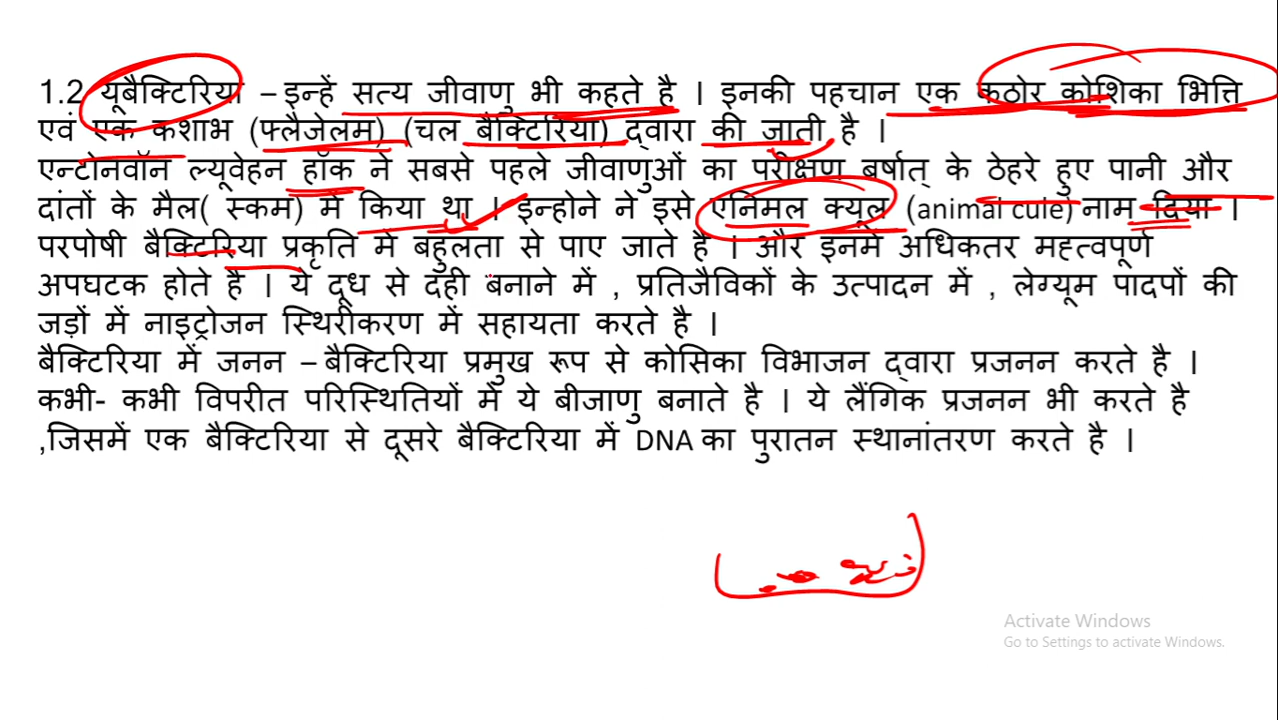 1.2 यूबैक्टिरिया – इन्हें सत्य जीवाणु भी कहते है । इनकी पहचान एक कठोर कोशिका भित्ति
एवं एक कशाभ (फ्लैजेलम) (चल बैक्टिरिया) द्वारा की जाती है ।
एन्टोनवॉन ल्यूवेहन हॉक ने सबसे पहले जीवाणुओं का परीक्षण बर्षात् के ठेहरे हुए पानी और
दांतों के मैल( स्कम) में किया था । इन्होने ने इसे एनिमल क्यूल (animal cule) नाम दिया ।
परपोषी बैक्टिरिया प्रकृति में बहुलता से पाए जाते है । और इनमें अधिकतर मह्त्वपूर्ण
अपघटक होते है । ये दूध से दही बनाने में , प्रतिजैविकों के उत्पादन में , लेग्यूम पादपों की
जड़ों में नाइट्रोजन स्थिरीकरण में सहायता करते है ।
बैक्टिरिया में जनन – बैक्टिरिया प्रमुख रूप से कोसिका विभाजन द्वारा प्रजनन करते है ।
कभी- कभी विपरीत परिस्थितियों में ये बीजाणु बनाते है । ये लैंगिक प्रजनन भी करते है
,जिसमें एक बैक्टिरिया से दूसरे बैक्टिरिया में DNA का पुरातन स्थानांतरण करते है ।
Activate Windows
Go to Settings to activate Windows.